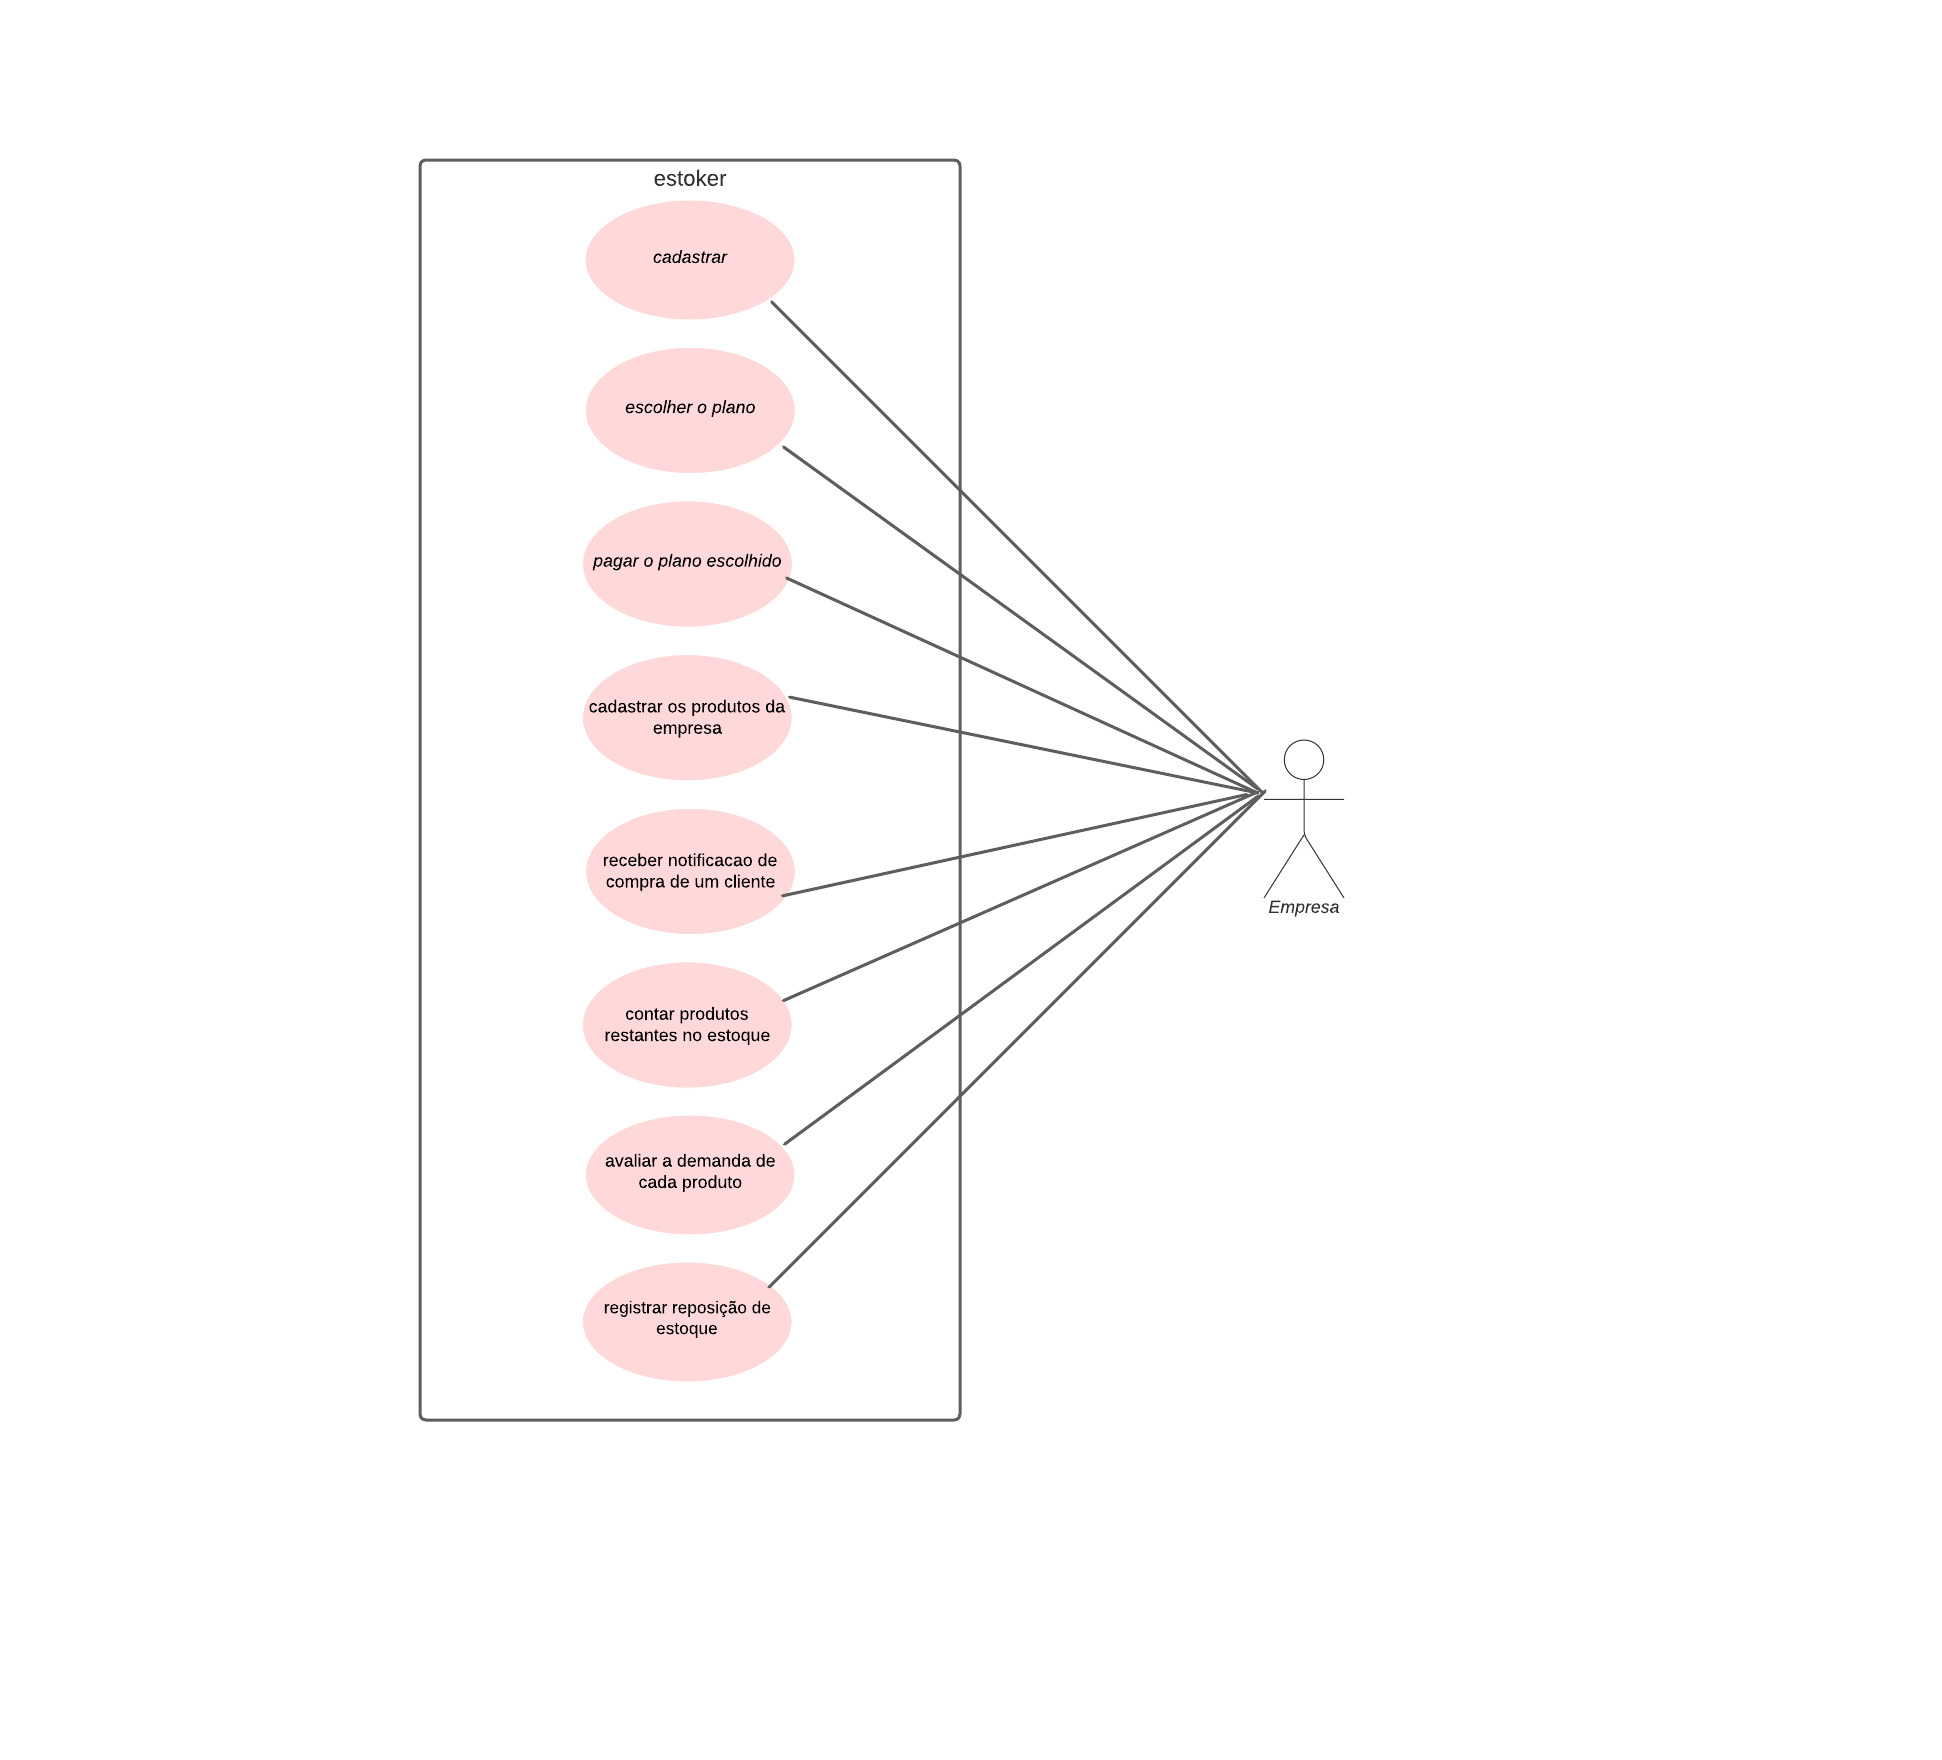 estoker
cadastrar
escolher o plano
pagar o plano escolhido
cadastrar os produtos da
empresa
receber notificacao de
compra de um cliente
contar produtos
restantes no estoque
avaliar a demanda de
cada produto
registrar reposição de
estoque
Empresa